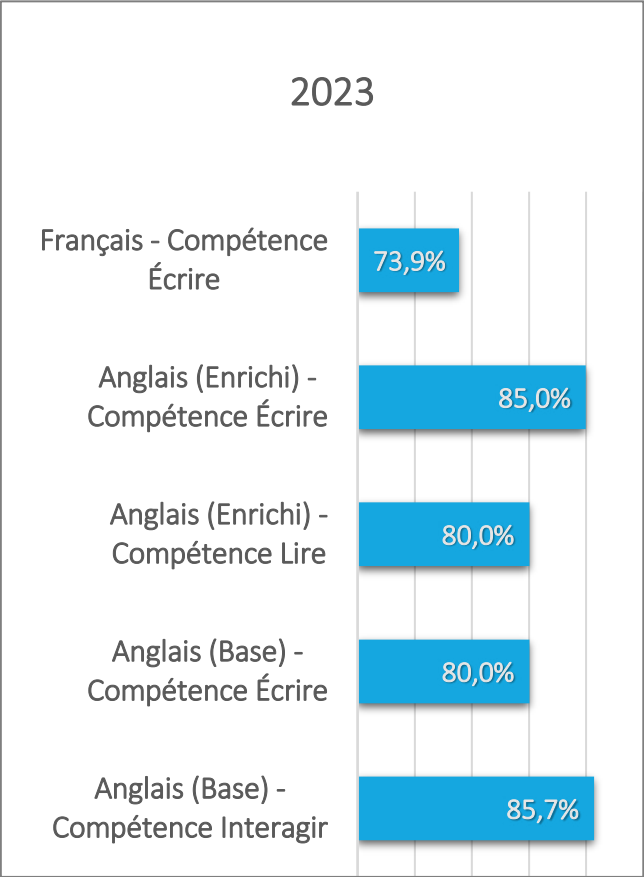 2023
Français - Compétence
Écrire
73,9%
Anglais (Enrichi) -
Compétence Écrire
85,0%
Anglais (Enrichi) -
Compétence Lire
80,0%
Anglais (Base) -
Compétence Écrire
80,0%
Anglais (Base) -
Compétence Interagir
85,7%